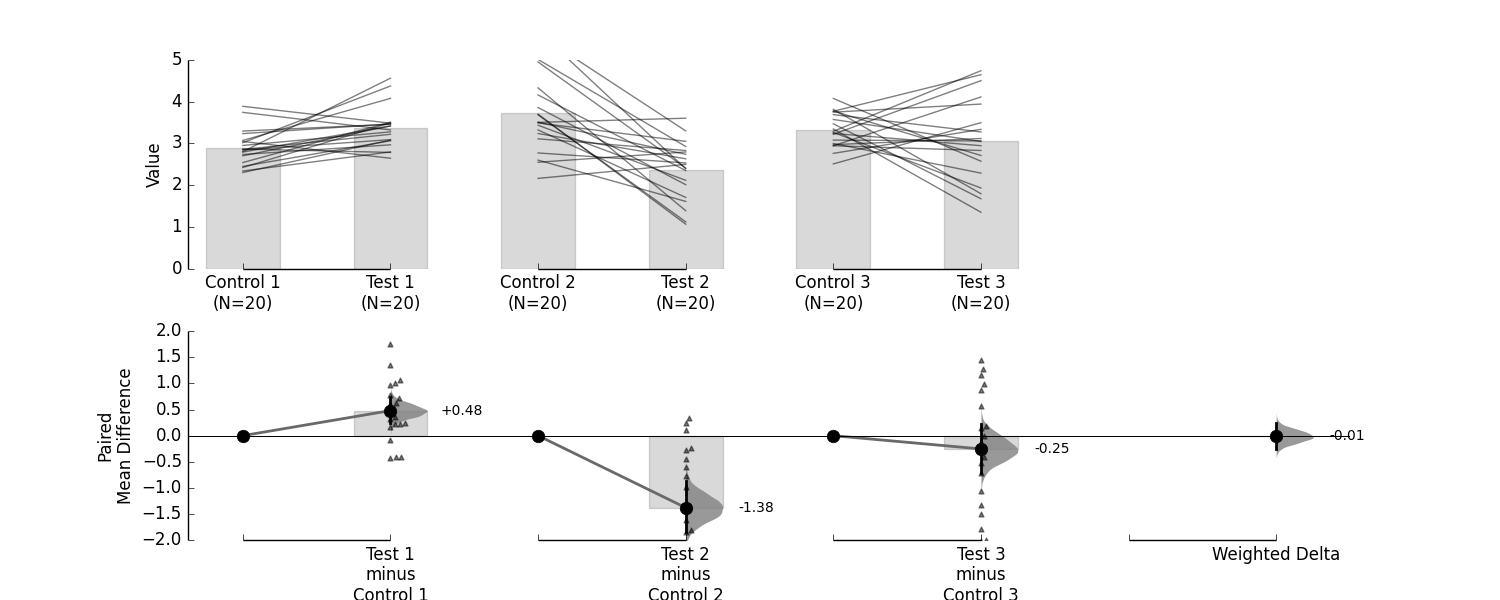 5
4
3
2
1
0
Value
Control 1
(N=20)
Test 1
(N=20)
Control 2
(N=20)
Test 2
(N=20)
Control 3
(N=20)
Test 3
(N=20)
2.0
1.5
1.0
0.5
0.0
−0.5
−1.0
−1.5
−2.0
Paired
Mean Difference
+0.48
-1.38
-0.25
-0.01
Test 1
minus
Control 1
Test 2
minus
Control 2
Test 3
minus
Control 3
Weighted Delta